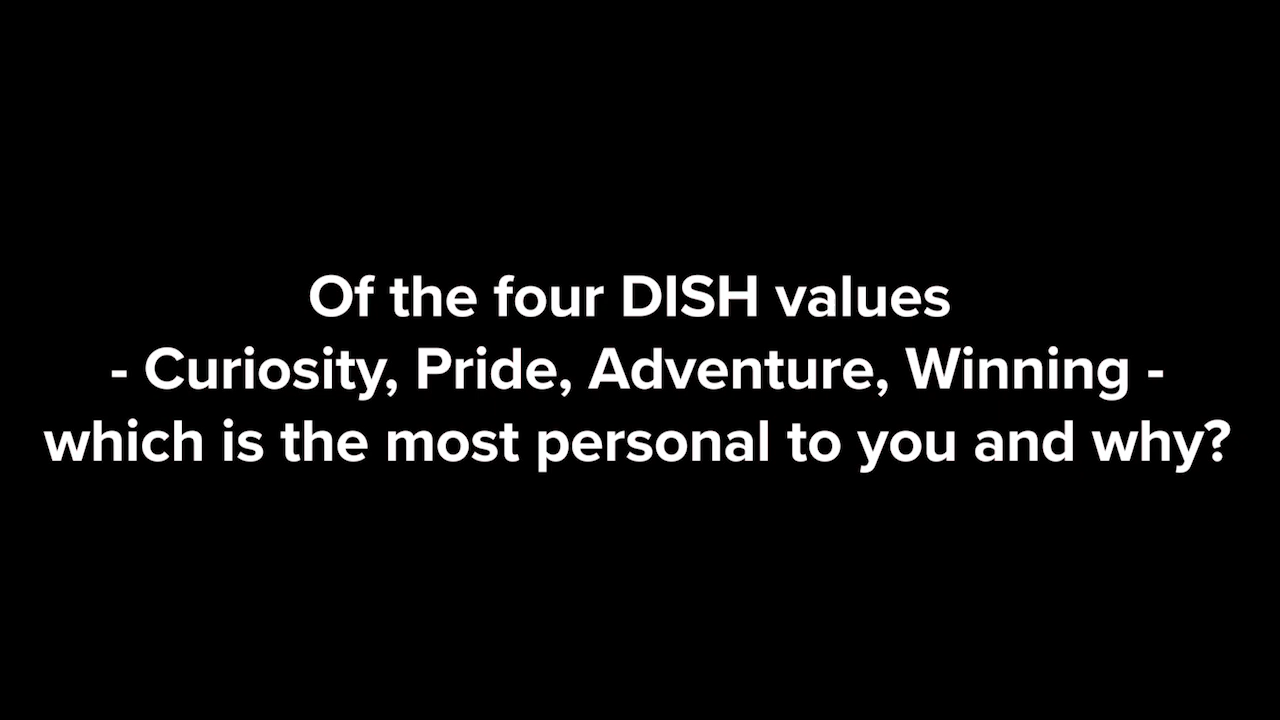 Of the four DISH values
- Curiosity, Pride, Adventure, Winning -
which is the most personal to you and why?